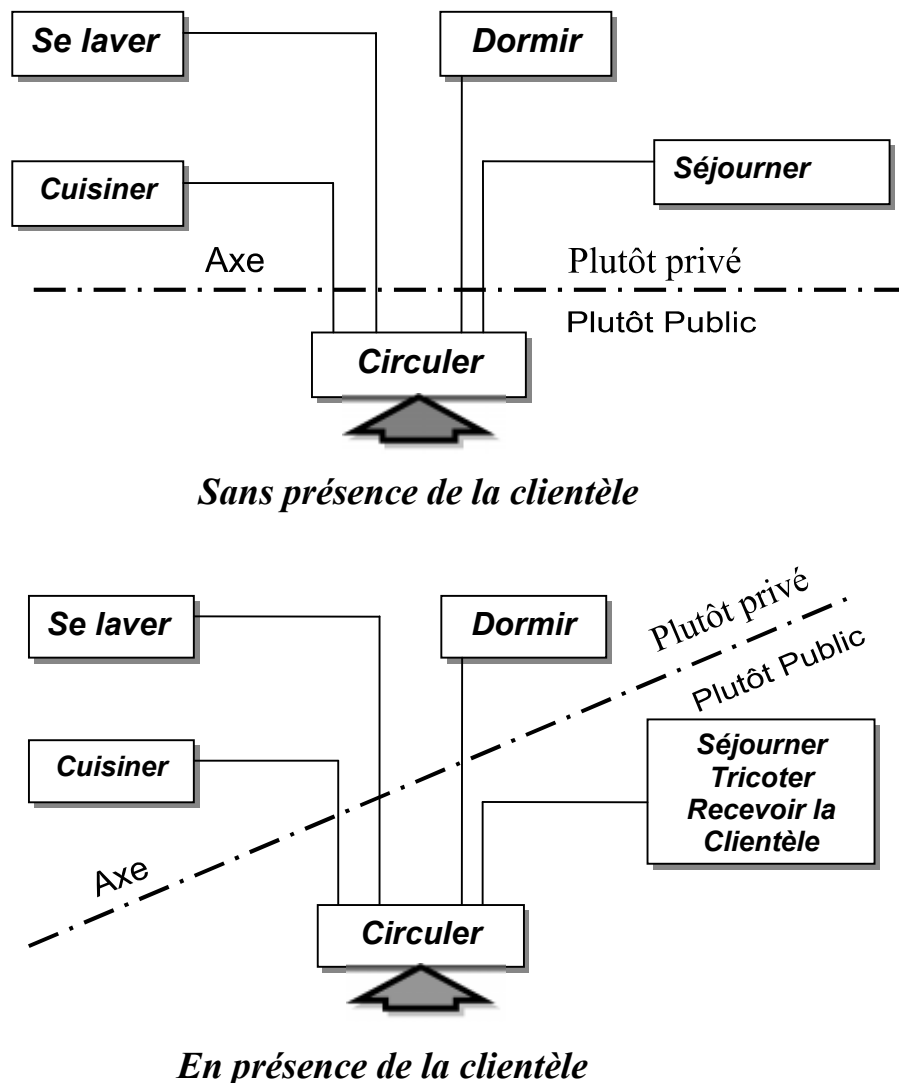 Se laver
Dormir
Cuisiner
Séjourner
Axe
Plutôt privé
Plutôt Public
Circuler
Sans présence de la clientèle
Se laver
Dormir
Plutôt privé
Plutôt Public
Cuisiner
Séjourner
Tricoter
Recevoir la
Clientèle
Axe
Circuler
En présence de la clientèle